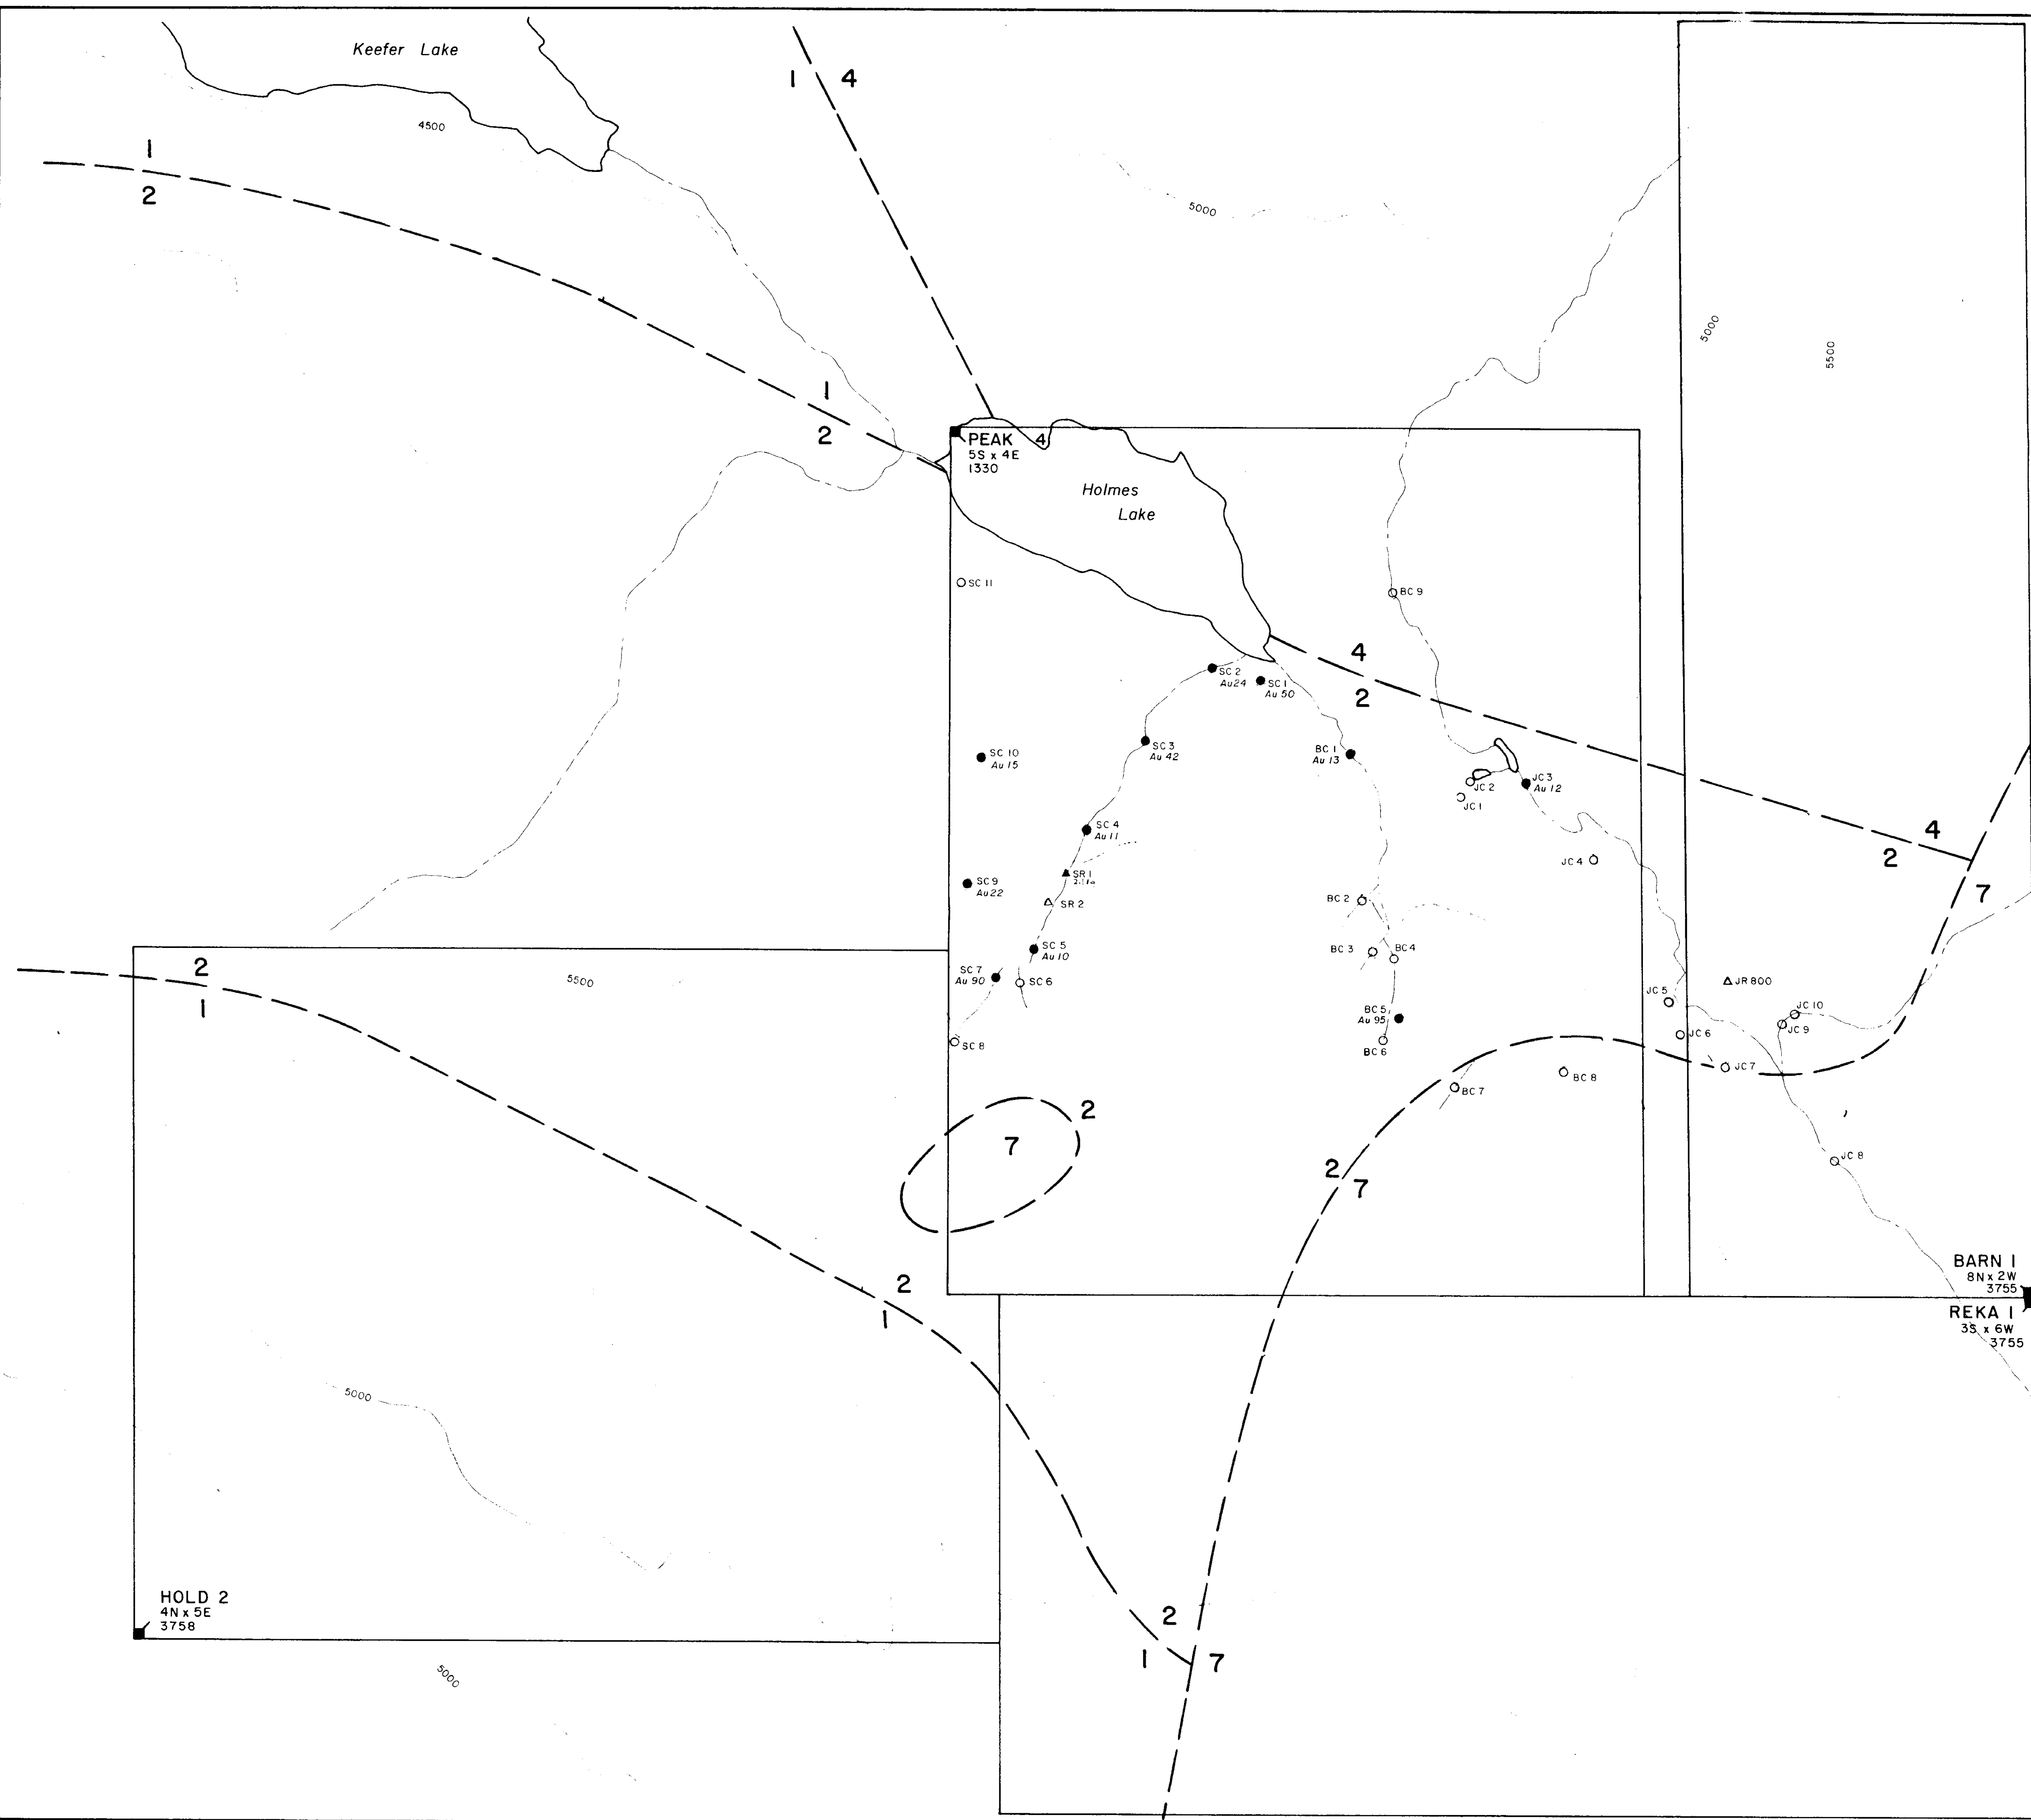 Keefer Lake
1 4
4500
1
2
5000
5000
5500
1
2
PEAK 4
5S x 4E
1330
Holmes
Lake
SC 11
BC 9
4
2
SC 2
Au 24
SC 1
Au 50
SC 3
Au 42
BC 1
Au 13
SC 10
Au 15
JC 2
JC 1
JC 3
Au 12
SC 4
Au 11
4
2
JC 4
SR 1
SC 9
Au 22
7
SR 2
BC 2
SC 5
Au 10
BC 3
BC 4
2
1
5500
SC 7
Au 90
SC 6
JR 800
JC 5
JC 10
JC 9
BC 5
Au 95
JC 6
SC 8
BC 6
JC 7
BC 8
BC 7
2
7
JC 8
2
7
BARN 1
8N x 2W
3755
2
1
REKA 1
3S x 6W
3755
5000
HOLD 2
4N x 5E
3758
2
1
7
5000